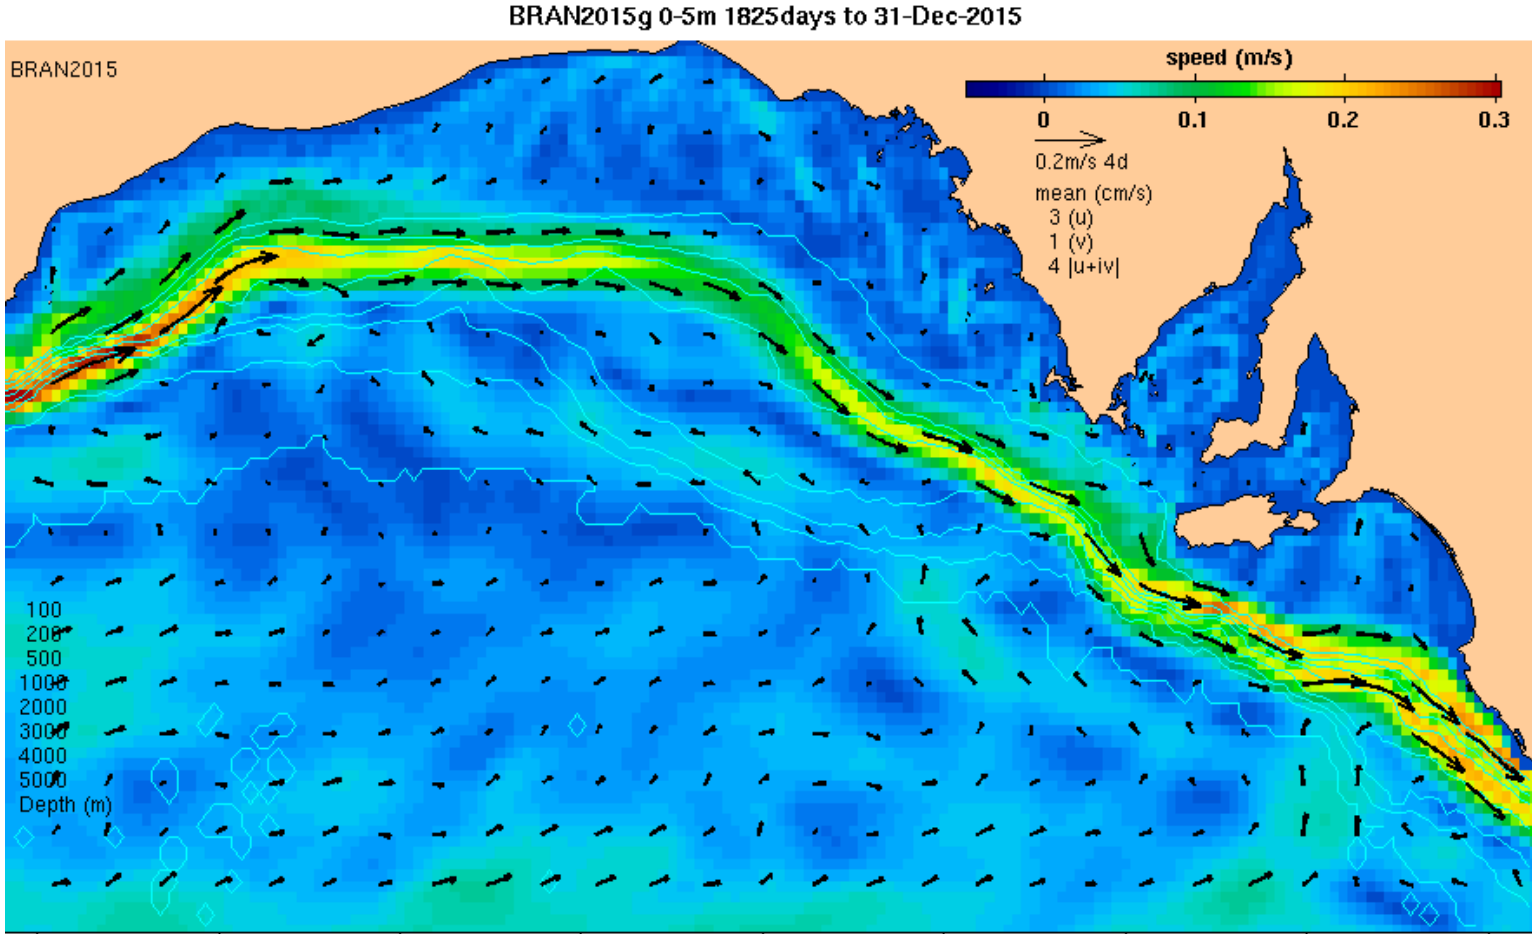 BRAN2015g 0-5m 1825days to 31-Dec-2015
BRAN2015
speed (m/s)
0 0.1 0.2 0.3
0.2m/s 4d
mean (cm/s)
3 (u)
1 (v)
4 |u+iv|
100
200
500
1000
2000
3000
4000
5000
Depth (m)